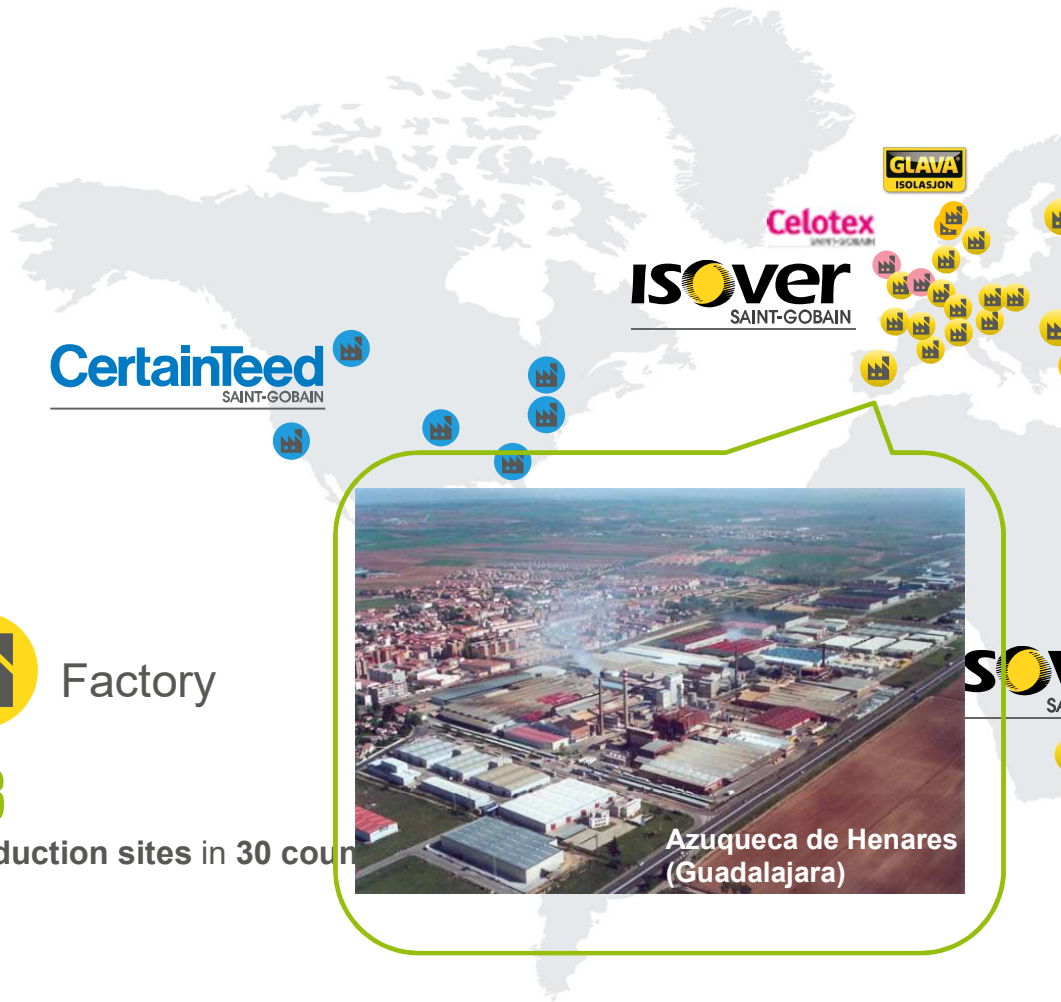 GLAVA
ISOLASJON
Celotex
SAINT-GOBAIN
ISOVER
SAINT-GOBAIN
CertainTeed
SAINT-GOBAIN
Factory
duction sites in 30 coun
Azuqueca de Henares
(Guadalajara)